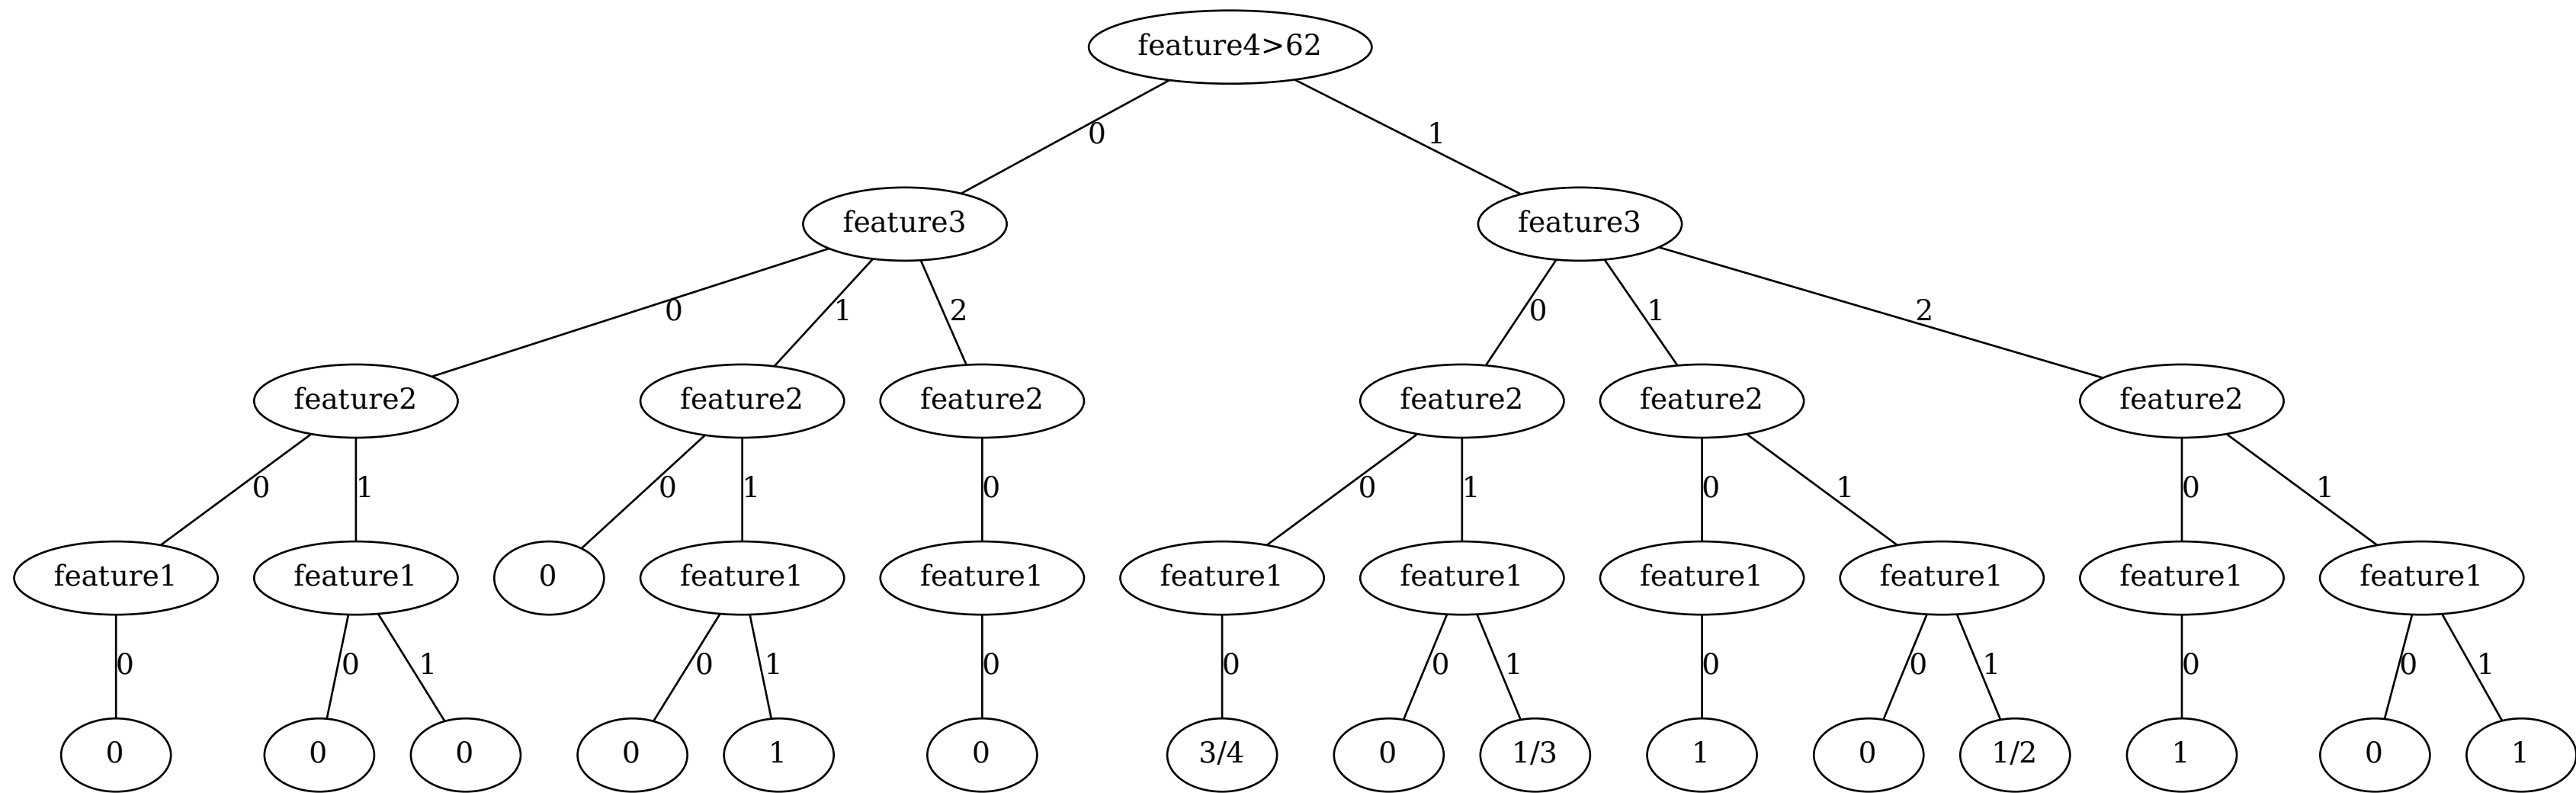 feature4>62
0 1
feature3 feature3
0 1 2 0 1 2
feature2 feature2 feature2 feature2 feature2 feature2
0 1 0 1 0 0 1 0 1 0 1
feature1 feature1 0 feature1 feature1 feature1 feature1 feature1 feature1 feature1 feature1
0 0 1 0 1 0 0 0 1 0 0 1 0 0 1
0 0 0 0 1 0 3/4 0 1/3 1 0 1/2 1 0 1